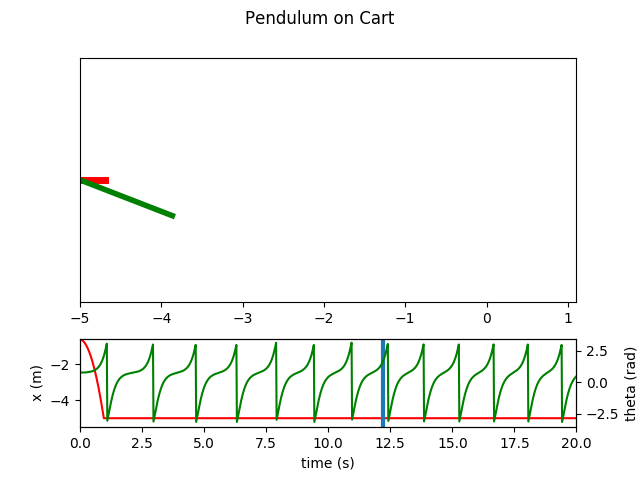 Pendulum on Cart
−5 −4 −3 −2 −1 0 1
x (m)
−2
−4
2.5
0.0
−2.5
theta (rad)
0.0 2.5 5.0 7.5 10.0 12.5 15.0 17.5 20.0
time (s)